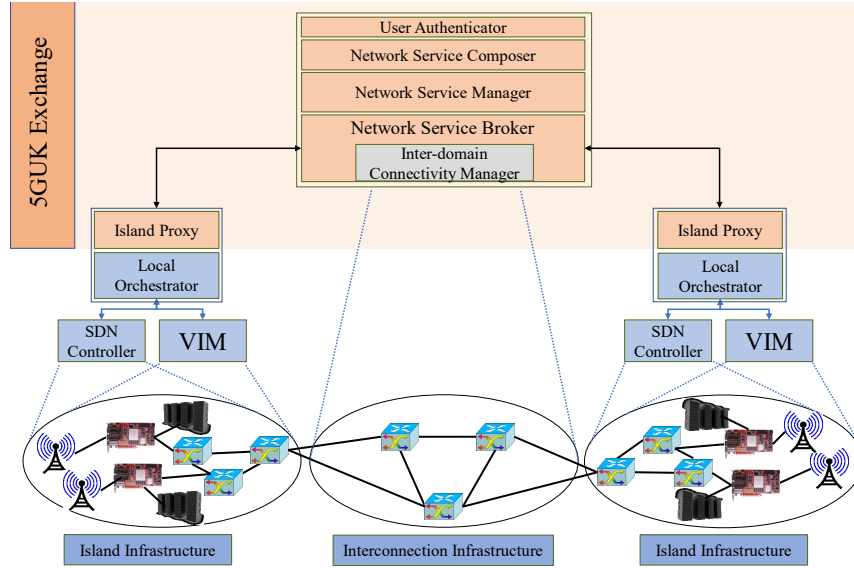 5GUK Exchange
User Authenticator
Network Service Composer
Network Service Manager
Network Service Broker
Inter-domain
Connectivity Manager
Island Proxy
Local
Orchestrator
SDN
Controller
VIM
Island Proxy
Local
Orchestrator
SDN
Controller
VIM
Island Infrastructure
Interconnection Infrastructure
Island Infrastructure